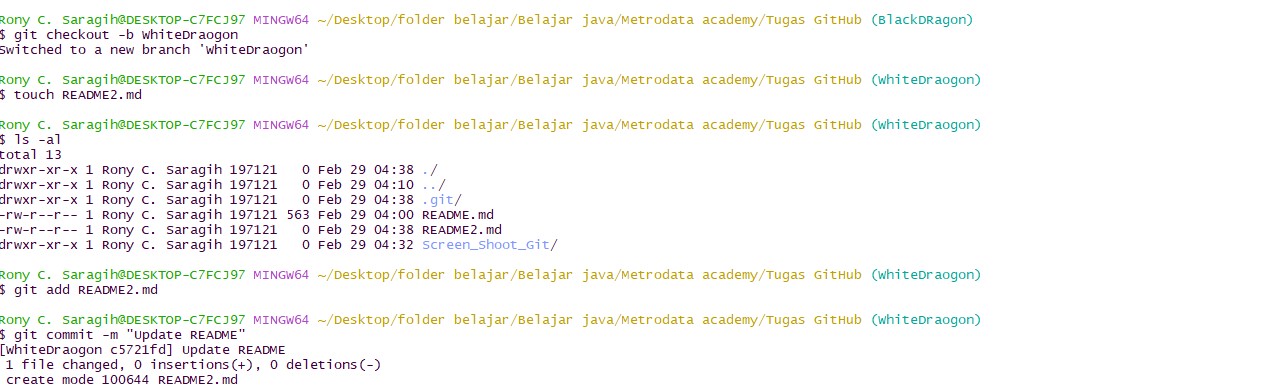 Rony C. Saragih@DESKTOP-C7FCJ97 MINGW64 ~/Desktop/folder belajar/Belajar java/Metrodata academy/Tugas GitHub (BlackDRagon)
$ git checkout -b WhiteDraogon
Switched to a new branch 'WhiteDraogon'
Rony C. Saragih@DESKTOP-C7FCJ97 MINGW64 ~/Desktop/folder belajar/Belajar java/Metrodata academy/Tugas GitHub (WhiteDraogon)
$ touch README2.md
Rony C. Saragih@DESKTOP-C7FCJ97 MINGW64 ~/Desktop/folder belajar/Belajar java/Metrodata academy/Tugas GitHub (WhiteDraogon)
$ ls -al
total 13
drwxr-xr-x 1 Rony C. Saragih 197121   0 Feb 29 04:38 ./
drwxr-xr-x 1 Rony C. Saragih 197121   0 Feb 29 04:10 ../
drwxr-xr-x 1 Rony C. Saragih 197121   0 Feb 29 04:38 .git/
-rw-r--r-- 1 Rony C. Saragih 197121 563 Feb 29 04:00 README.md
-rw-r--r-- 1 Rony C. Saragih 197121   0 Feb 29 04:38 README2.md
drwxr-xr-x 1 Rony C. Saragih 197121   0 Feb 29 04:32 Screen_Shoot_Git/
Rony C. Saragih@DESKTOP-C7FCJ97 MINGW64 ~/Desktop/folder belajar/Belajar java/Metrodata academy/Tugas GitHub (WhiteDraogon)
$ git add README2.md
Rony C. Saragih@DESKTOP-C7FCJ97 MINGW64 ~/Desktop/folder belajar/Belajar java/Metrodata academy/Tugas GitHub (WhiteDraogon)
$ git commit -m "Update README"
[WhiteDraogon c5721fd] Update README
 1 file changed, 0 insertions(+), 0 deletions(-)
 create mode 100644 README2.md